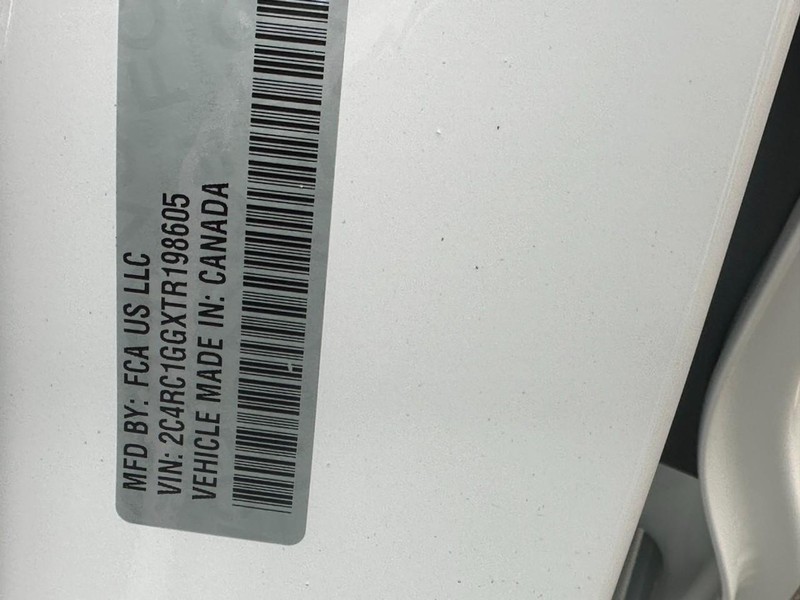 MFD BY: FCA US LLC
VIN: 2C4RC1GGXTR198605
VEHICLE MADE IN: CANADA